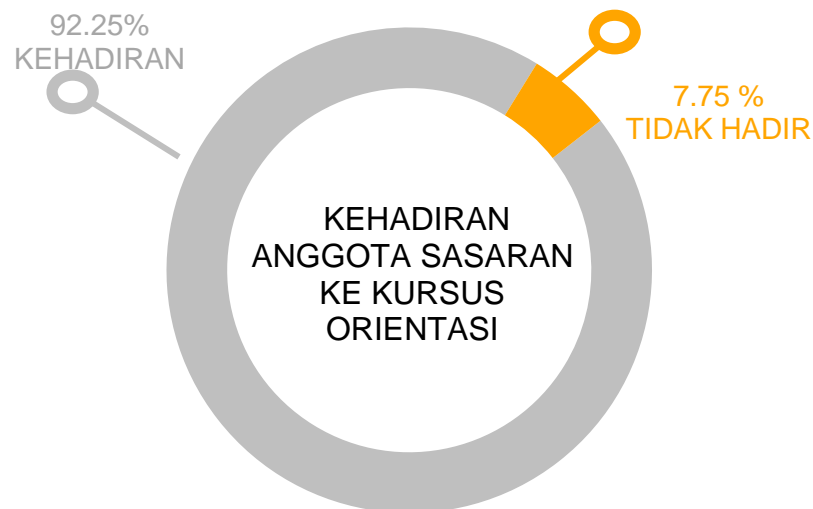 92.25%
KEHADIRAN
7.75 %
TIDAK HADIR
KEHADIRAN
ANGGOTA SASARAN
KE KURSUS
ORIENTASI